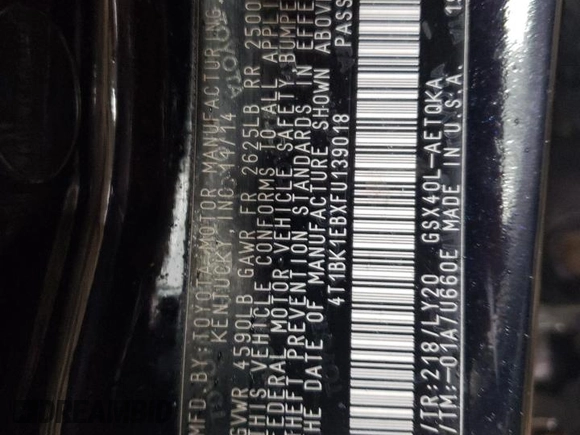 MFD BY:TOYOTA MOTOR MANUFACTURING
KENTUCKY, INC. 11/14
GVWR 4590LB GAWR FR 2625LB RR 2500
THIS VEHICLE CONFORMS TO ALL APPLI
FEDERAL MOTOR VEHICLE SAFETY, BUMPE
THEFT PREVENTION STANDARDS IN EFFE
THE DATE OF MANUFACTURE SHOWN ABOV
4T1BK1EBXFU139018 PASS
/TR:218/LY20 GSX40L-AETQKA
/TM:-01A/U660E MADE IN U.S.A.
DREAMBID